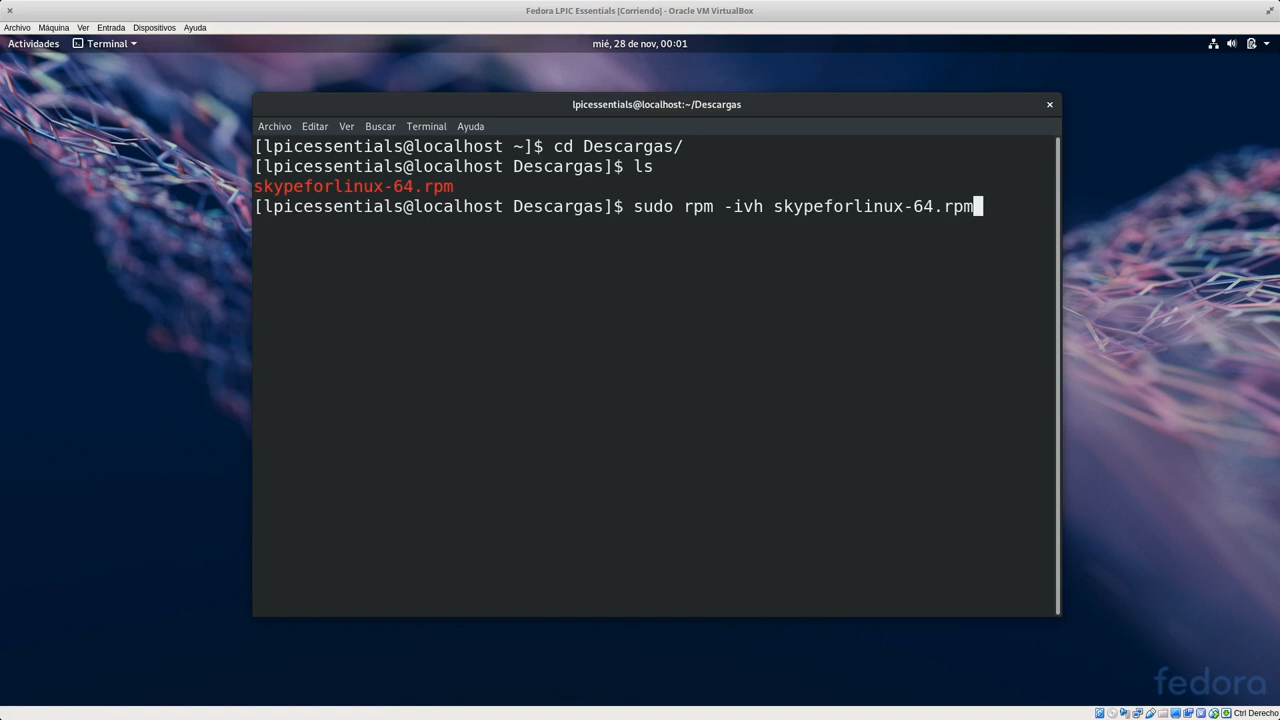 Fedora LPIC Essentials [Corriendo] - Oracle VM VirtualBox
Archivo Máquina Ver Entrada Dispositivos Ayuda
Actividades Terminal mié, 28 de nov, 00:01
lpicessentials@localhost:~/Descargas
Archivo Editar Ver Buscar Terminal Ayuda
[lpicessentials@localhost ~]$ cd Descargas/
[lpicessentials@localhost Descargas]$ ls
skypeforlinux-64.rpm
[lpicessentials@localhost Descargas]$ sudo rpm -ivh skypeforlinux-64.rpm
fedora
Ctrl Derecho